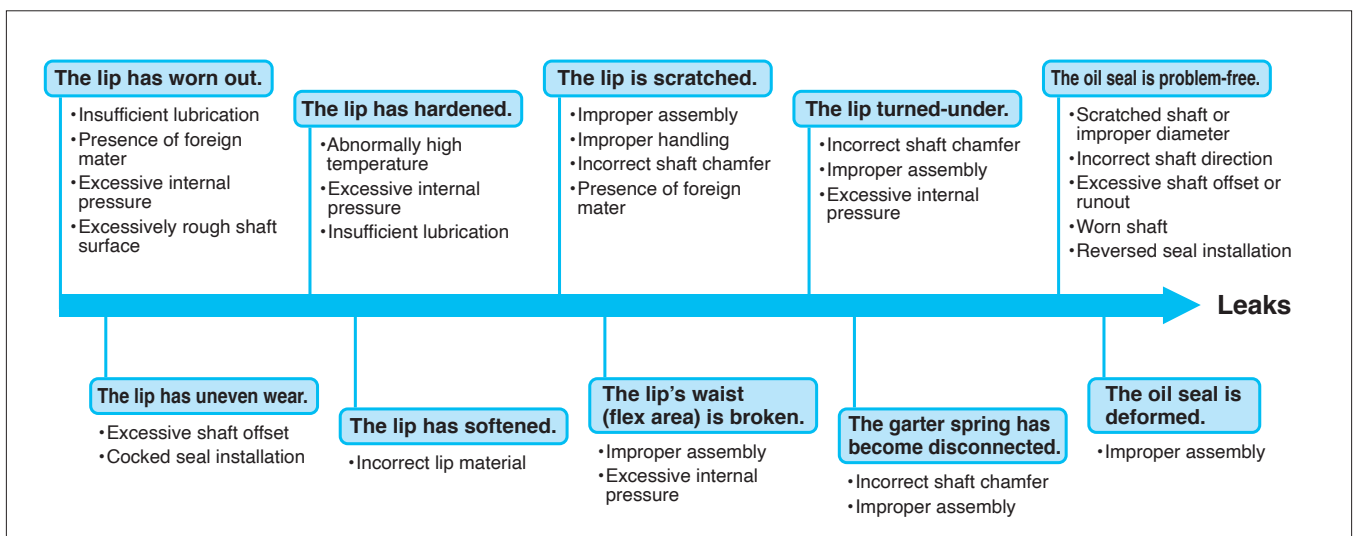 The lip has worn out.
•Insufficient lubrication
•Presence of foreign
mater
•Excessive internal
pressure
•Excessively rough shaft
surface
The lip has hardened.
•Abnormally high
temperature
•Excessive internal
pressure
•Insufficient lubrication
The lip is scratched.
•Improper assembly
•Improper handling
•Incorrect shaft chamfer
•Presence of foreign
mater
The lip turned-under.
•Incorrect shaft chamfer
•Improper assembly
•Excessive internal
pressure
The oil seal is problem-free.
•Scratched shaft or
improper diameter
•Incorrect shaft direction
•Excessive shaft offset or
runout
•Worn shaft
•Reversed seal installation
Leaks
The lip has uneven wear.
•Excessive shaft offset
•Cocked seal installation
The lip has softened.
•Incorrect lip material
The lip's waist
(flex area) is broken.
•Improper assembly
•Excessive internal
pressure
The garter spring has
become disconnected.
•Incorrect shaft chamfer
•Improper assembly
The oil seal is
deformed.
•Improper assembly